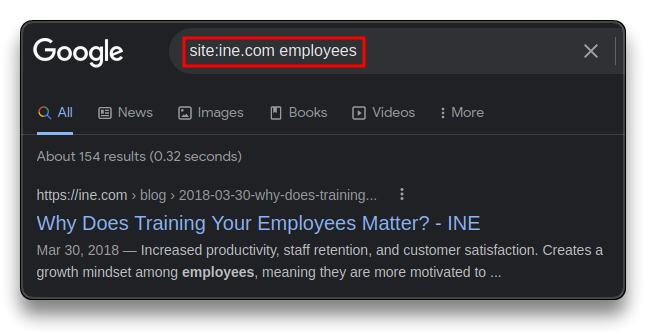 Google
site:ine.com employees
All
News
Images
Books
Videos
More
About 154 results (0.32 seconds)
https://ine.com › blog › 2018-03-30-why-does-training...
Why Does Training Your Employees Matter? - INE
Mar 30, 2018 — Increased productivity, staff retention, and customer satisfaction. Creates a
growth mindset among employees, meaning they are more motivated to ...